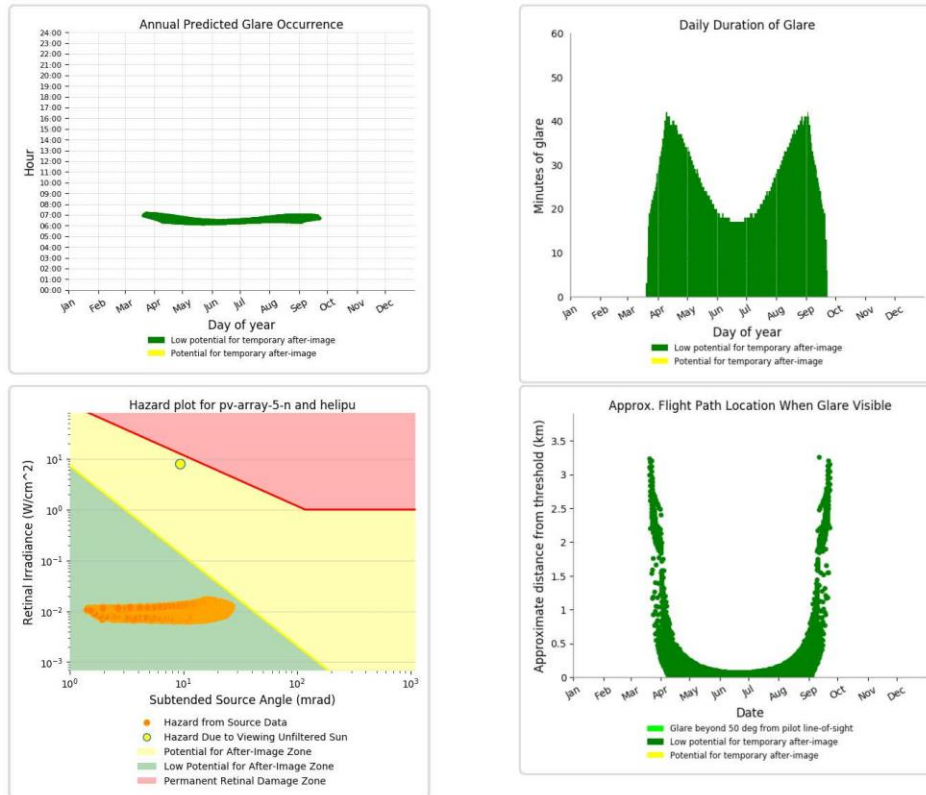 Annual Predicted Glare Occurrence
24:00
23:00
22:00
21:00
20:00
19:00
18:00
17:00
16:00
15:00
14:00
13:00
12:00
11:00
10:00
09:00
08:00
07:00
06:00
05:00
04:00
03:00
02:00
01:00
00:00
Hour
Jan Feb Mar Apr May Jun Jul Aug Sep Oct Nov Dec
Day of year
Low potential for temporary after-image
Potential for temporary after-image
Daily Duration of Glare
60
50
40
30
20
10
0
Minutes of glare
Jan Feb Mar Apr May Jun Jul Aug Sep Oct Nov Dec
Day of year
Low potential for temporary after-image
Potential for temporary after-image
Hazard plot for pv-array-5-n and helipu
10^1
10^0
10^-1
10^-2
10^-3
Retinal Irradiance (W/cm^2)
10^0 10^1 10^2 10^3
Subtended Source Angle (mrad)
Hazard from Source Data
Hazard Due to Viewing Unfiltered Sun
Potential for After-Image Zone
Low Potential for After-Image Zone
Permanent Retinal Damage Zone
Approx. Flight Path Location When Glare Visible
3.5
3
2.5
2
1.5
1
0.5
0
Approximate distance from threshold (km)
Jan Feb Mar Apr May Jun Jul Aug Sep Oct Nov Dec
Date
Glare beyond 50 deg from pilot line-of-sight
Low potential for temporary after-image
Potential for temporary after-image